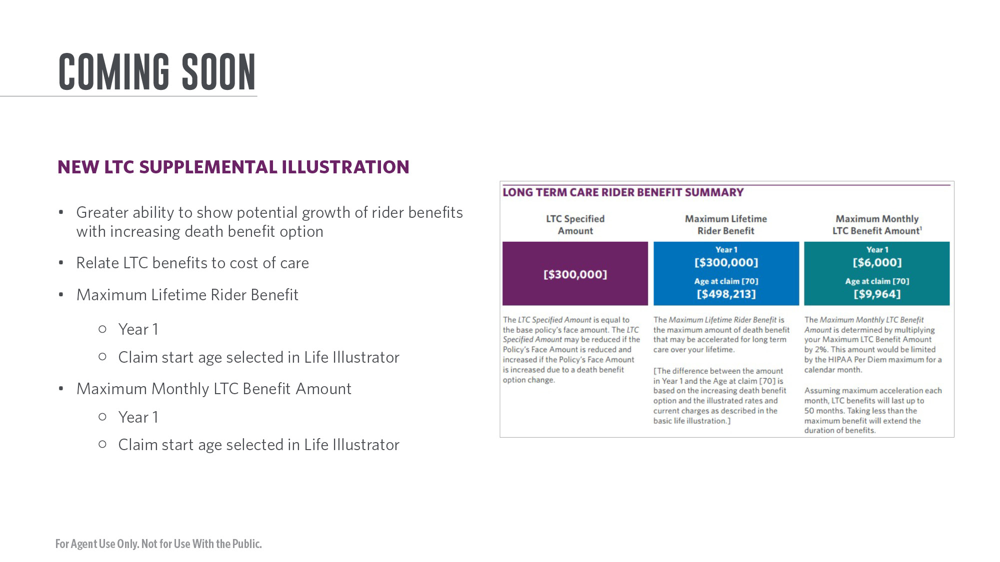 COMING SOON
NEW LTC SUPPLEMENTAL ILLUSTRATION
• Greater ability to show potential growth of rider benefits
with increasing death benefit option
• Relate LTC benefits to cost of care
• Maximum Lifetime Rider Benefit
○ Year 1
○ Claim start age selected in Life Illustrator
• Maximum Monthly LTC Benefit Amount
○ Year 1
○ Claim start age selected in Life Illustrator
LONG TERM CARE RIDER BENEFIT SUMMARY
LTC Specified
Amount
[$300,000]
The LTC Specified Amount is equal to
the base policy's face amount. The LTC
Specified Amount may be reduced if the
Policy's Face Amount is reduced and
increased if the Policy's Face Amount
is increased due to a death benefit
option change.
Maximum Lifetime
Rider Benefit
Year 1
[$300,000]
Age at claim [70]
[$498,213]
The Maximum Lifetime Rider Benefit is
the maximum amount of death benefit
that may be accelerated for long term
care over your lifetime.
[The difference between the amount
in Year 1 and the Age at claim [70] is
based on the increasing death benefit
option and the illustrated rates and
current charges as described in the
basic life illustration.]
Maximum Monthly
LTC Benefit Amount¹
Year 1
[$6,000]
Age at claim [70]
[$9,964]
The Maximum Monthly LTC Benefit
Amount is determined by multiplying
your Maximum LTC Benefit Amount
by 2%. This amount would be limited
by the HIPAA Per Diem maximum for a
calendar month.
Assuming maximum acceleration each
month, LTC benefits will last up to
50 months. Taking less than the
maximum benefit will extend the
duration of benefits.
For Agent Use Only. Not for Use With the Public.